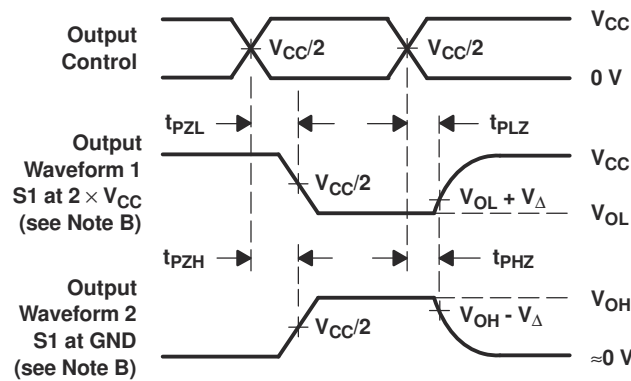 Output
Control
V_CC/2
V_CC/2
V_CC
0 V
t_PZL
t_PLZ
Output
Waveform 1
S1 at 2 × V_CC
(see Note B)
V_CC/2
V_CC
V_OL + V_Δ
V_OL
t_PZH
t_PHZ
Output
Waveform 2
S1 at GND
(see Note B)
V_CC/2
V_OH
V_OH - V_Δ
≈0 V